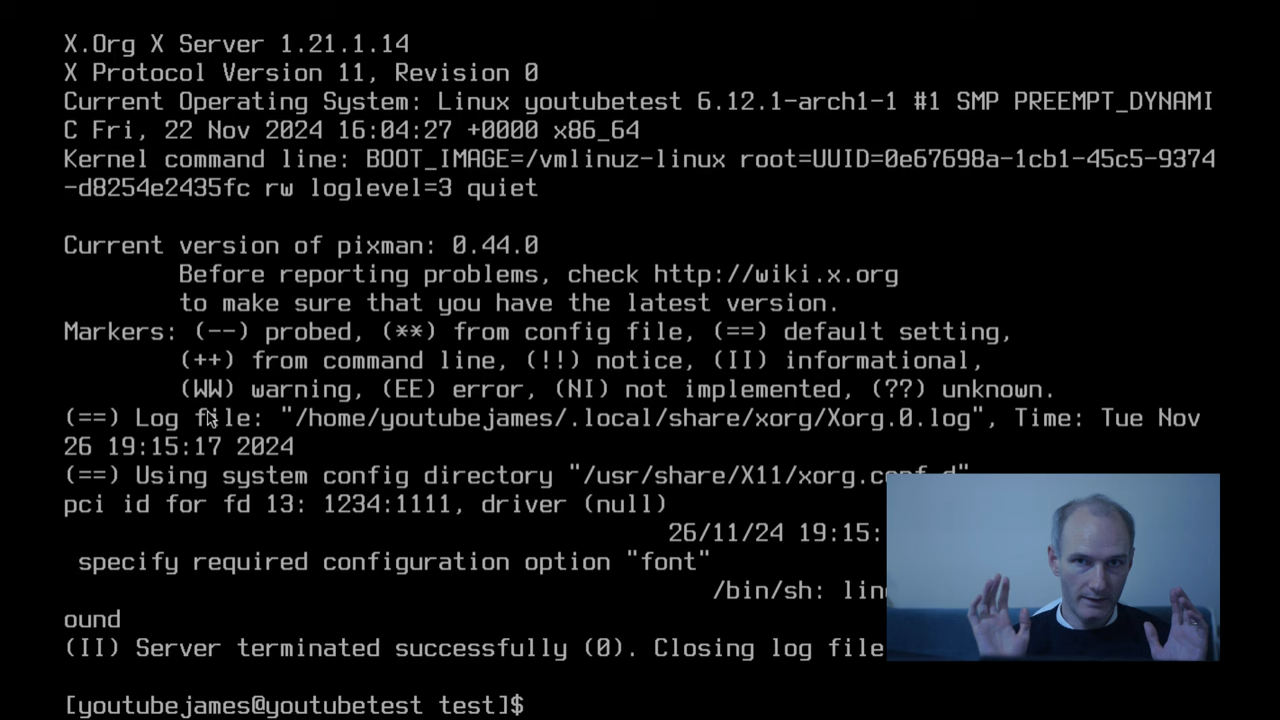 X.Org X Server 1.21.1.14
X Protocol Version 11, Revision 0
Current Operating System: Linux youtubetest 6.12.1-arch1-1 #1 SMP PREEMPT_DYNAMI
C Fri, 22 Nov 2024 16:04:27 +0000 x86_64
Kernel command line: BOOT_IMAGE=/vmlinuz-linux root=UUID=0e67698a-1cb1-45c5-9374
-d8254e2435fc rw loglevel=3 quiet
Current version of pixman: 0.44.0
Before reporting problems, check http://wiki.x.org
to make sure that you have the latest version.
Markers: (--) probed, (**) from config file, (==) default setting,
(++) from command line, (!!) notice, (II) informational,
(WW) warning, (EE) error, (NI) not implemented, (??) unknown.
(==) Log file: "/home/youtubejames/.local/share/xorg/Xorg.0.log", Time: Tue Nov
26 19:15:17 2024
(==) Using system config directory "/usr/share/X11/xorg.conf.d"
pci id for fd 13: 1234:1111, driver (null)
26/11/24 19:15:
specify required configuration option "font"
/bin/sh: lin
ound
(II) Server terminated successfully (0). Closing log file
[youtubejames@youtubetest test]$